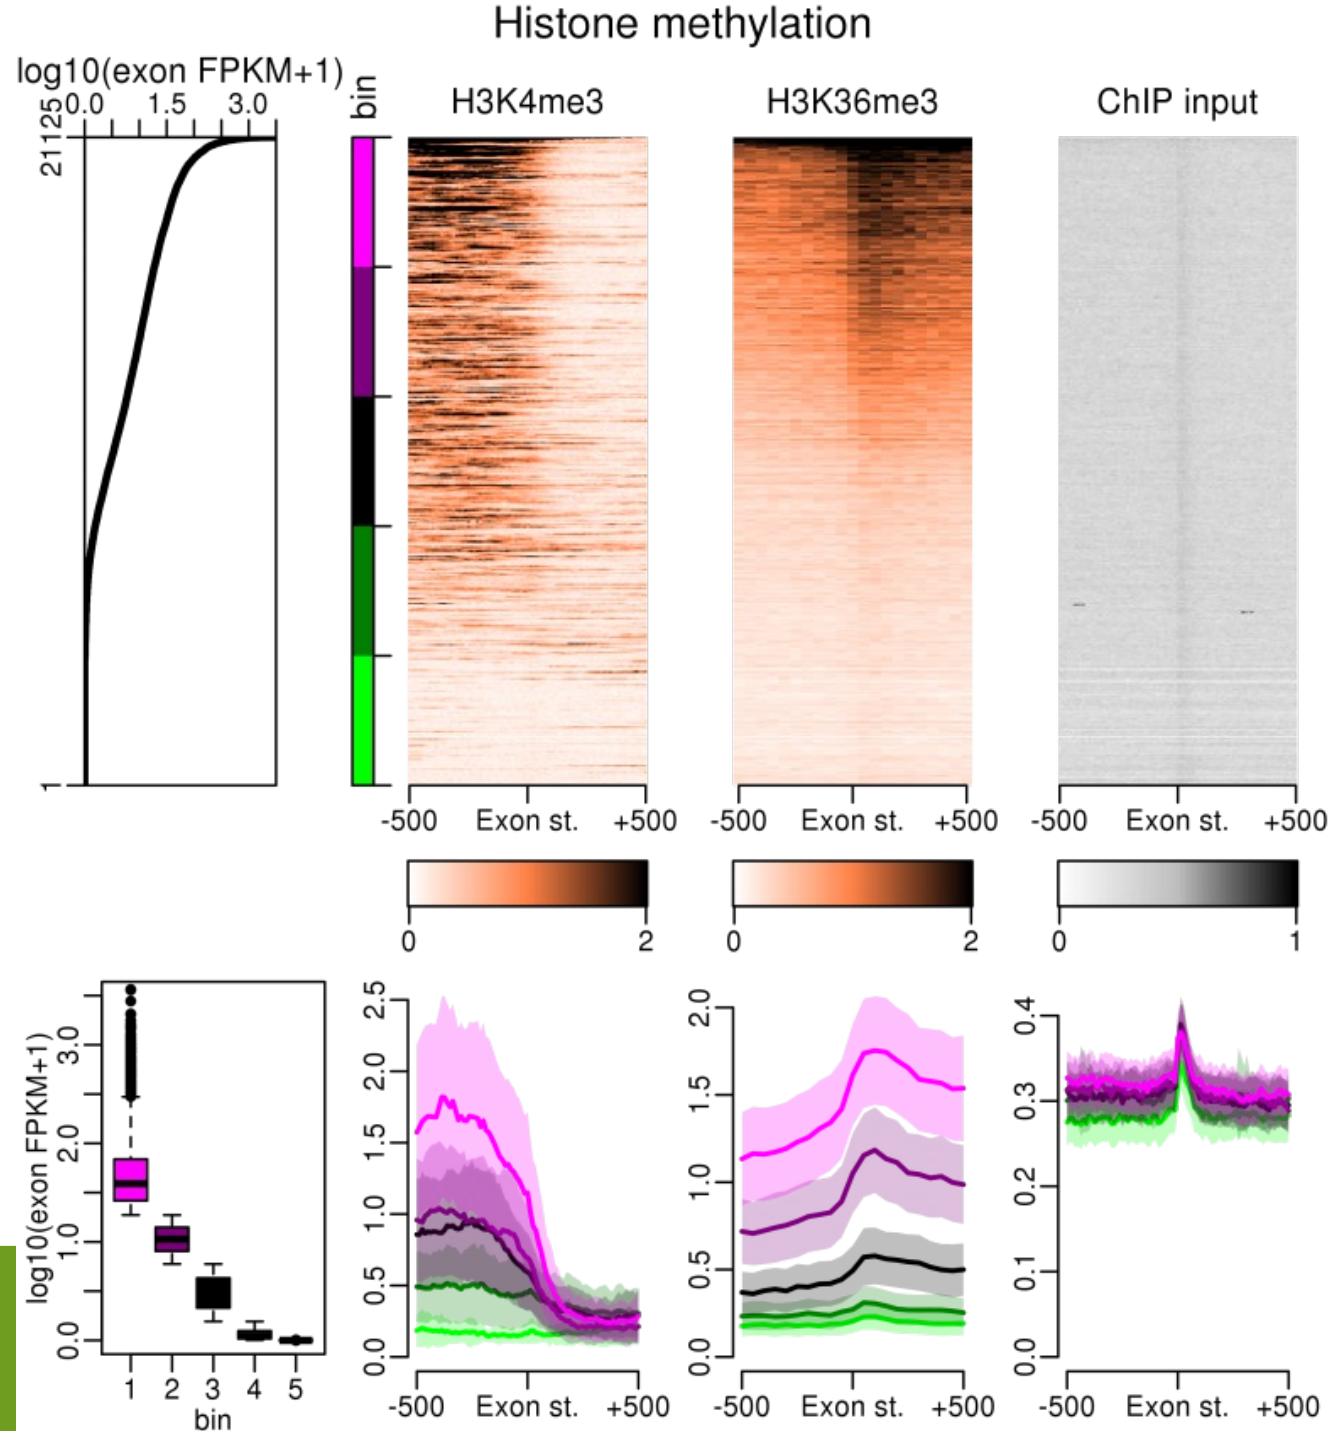 Histone methylation
log10(exon FPKM+1)
0.0 1.5 3.0
bin
H3K4me3
H3K36me3
ChIP input
21125
1
-500 Exon st. +500
-500 Exon st. +500
-500 Exon st. +500
0 2
0 2
0 1
log10(exon FPKM+1)
0.0 1.0 2.0 3.0
1 2 3 4 5
bin
0.0 0.5 1.0 1.5 2.0 2.5
-500 Exon st. +500
0.0 0.5 1.0 1.5 2.0
-500 Exon st. +500
0.0 0.1 0.2 0.3 0.4
-500 Exon st. +500